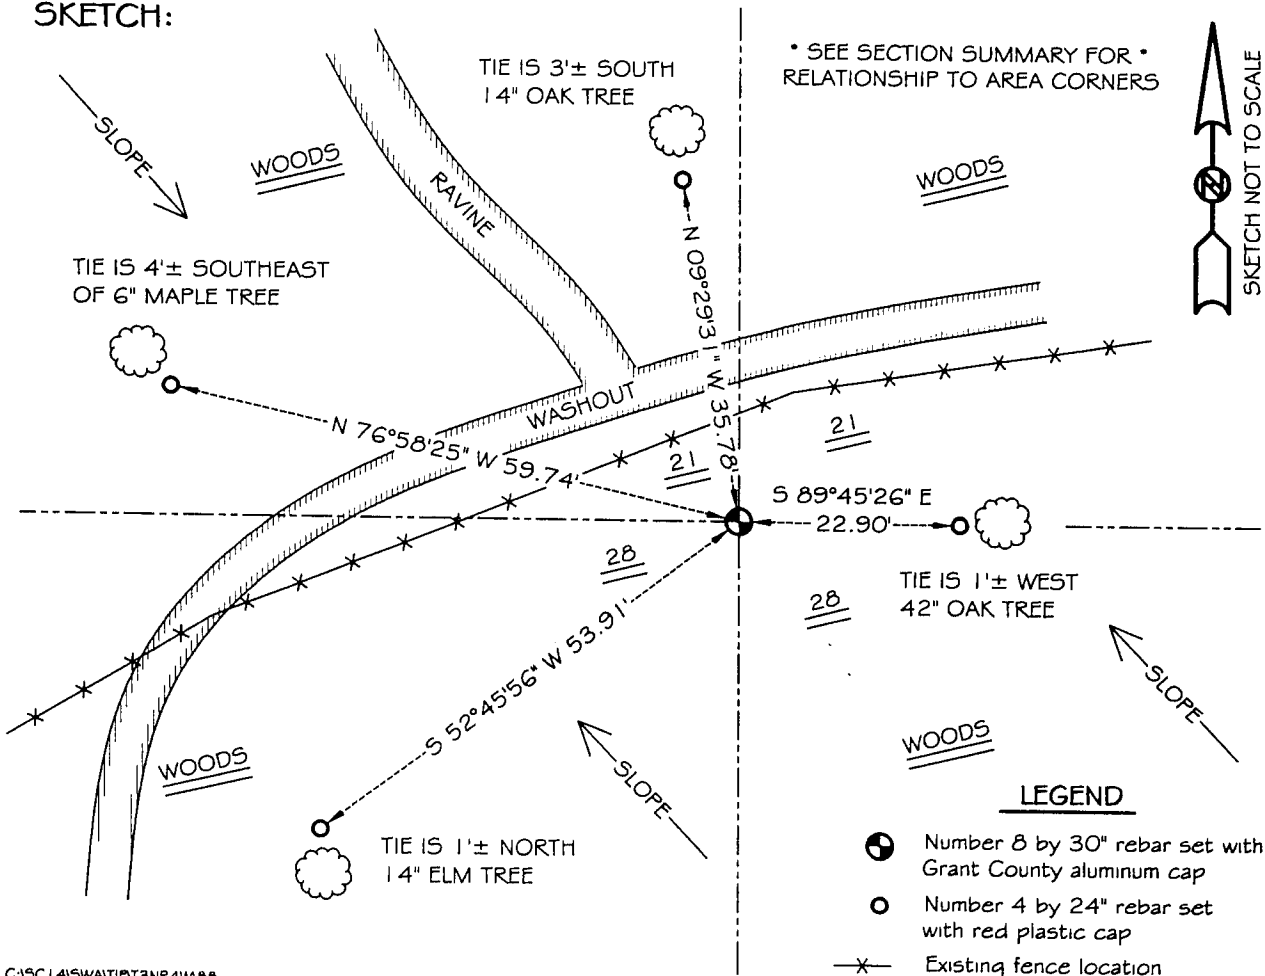 SKETCH:
TIE IS 3'± SOUTH
14" OAK TREE
* SEE SECTION SUMMARY FOR *
RELATIONSHIP TO AREA CORNERS
SKETCH NOT TO SCALE
N
SLOPE
WOODS
RAVINE
WOODS
N 09°29'31" W 35.78'
TIE IS 4'± SOUTHEAST
OF 6" MAPLE TREE
WASHOUT
N 76°58'25" W 59.74'
21
21
S 89°45'26" E
22.90'
28
28
TIE IS 1'± WEST
42" OAK TREE
S 52°45'56" W 53.91'
SLOPE
WOODS
WOODS
SLOPE
TIE IS 1'± NORTH
14" ELM TREE
LEGEND
Number 8 by 30" rebar set with
Grant County aluminum cap
Number 4 by 24" rebar set
with red plastic cap
Existing fence location